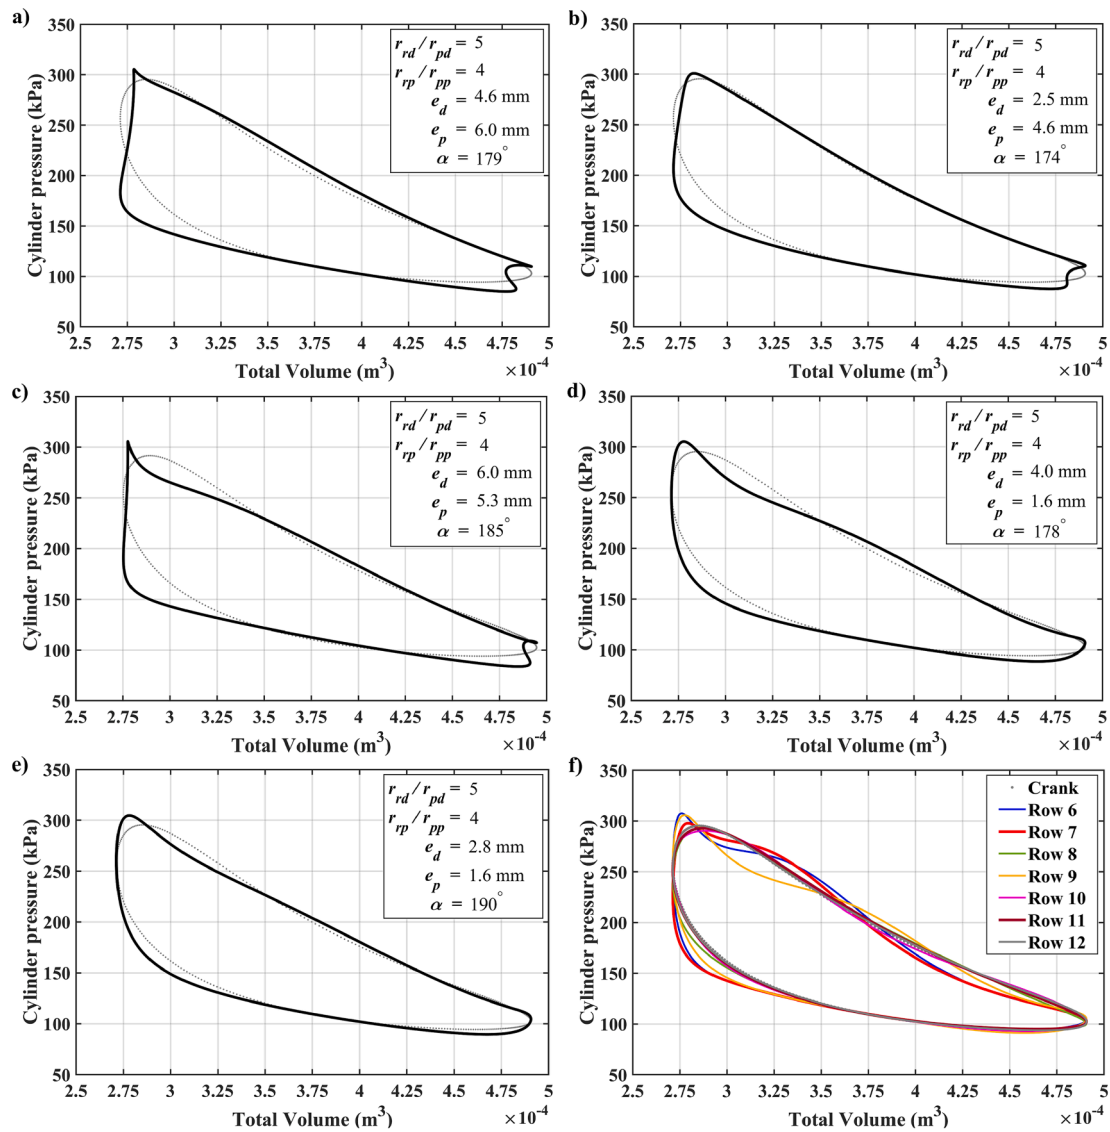 a)
350
300
250
200
150
100
50
Cylinder pressure (kPa)
r_rd/r_pd = 5
r_rp/r_pp = 4
e_d = 4.6 mm
e_p = 6.0 mm
α = 179°
2.5 2.75 3 3.25 3.5 3.75 4 4.25 4.5 4.75 5
Total Volume (m³) ×10⁻⁴
b)
350
300
250
200
150
100
50
Cylinder pressure (kPa)
r_rd/r_pd = 5
r_rp/r_pp = 4
e_d = 2.5 mm
e_p = 4.6 mm
α = 174°
2.5 2.75 3 3.25 3.5 3.75 4 4.25 4.5 4.75 5
Total Volume (m³) ×10⁻⁴
c)
350
300
250
200
150
100
50
Cylinder pressure (kPa)
r_rd/r_pd = 5
r_rp/r_pp = 4
e_d = 6.0 mm
e_p = 5.3 mm
α = 185°
2.5 2.75 3 3.25 3.5 3.75 4 4.25 4.5 4.75 5
Total Volume (m³) ×10⁻⁴
d)
350
300
250
200
150
100
50
Cylinder pressure (kPa)
r_rd/r_pd = 5
r_rp/r_pp = 4
e_d = 4.0 mm
e_p = 1.6 mm
α = 178°
2.5 2.75 3 3.25 3.5 3.75 4 4.25 4.5 4.75 5
Total Volume (m³) ×10⁻⁴
e)
350
300
250
200
150
100
50
Cylinder pressure (kPa)
r_rd/r_pd = 5
r_rp/r_pp = 4
e_d = 2.8 mm
e_p = 1.6 mm
α = 190°
2.5 2.75 3 3.25 3.5 3.75 4 4.25 4.5 4.75 5
Total Volume (m³) ×10⁻⁴
f)
350
300
250
200
150
100
50
Cylinder pressure (kPa)
Crank
Row 6
Row 7
Row 8
Row 9
Row 10
Row 11
Row 12
2.5 2.75 3 3.25 3.5 3.75 4 4.25 4.5 4.75 5
Total Volume (m³) ×10⁻⁴